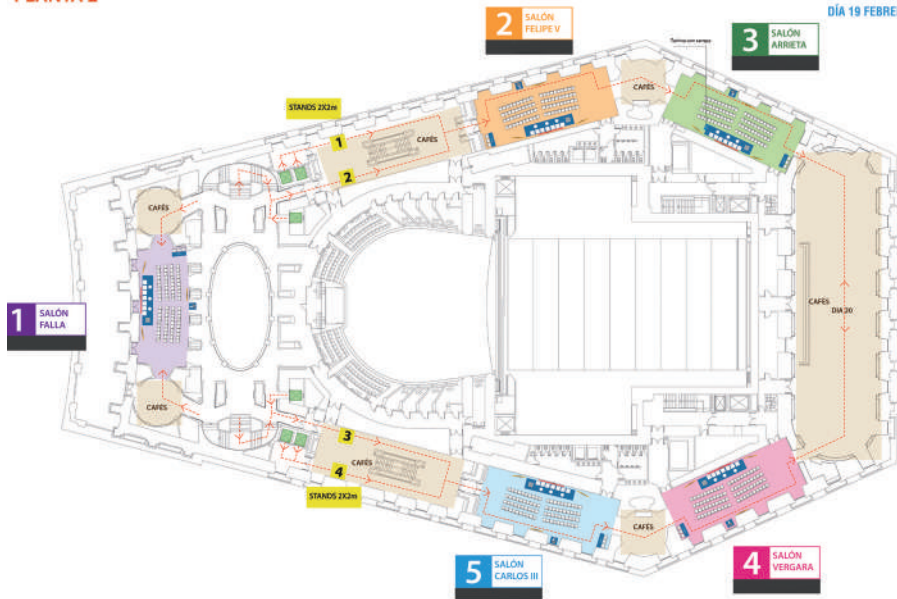 DÍA 19 FEBRE
2 SALÓN
FELIPE V
3 SALÓN
ARRIETA
CAFÉS
STANDS 2X2m
1
CAFÉS
2
CAFÉS
1 SALÓN
FALLA
CAFÉS
DIA 20
CAFÉS
3
CAFÉS
4
STANDS 2X2m
CAFÉS
5 SALÓN
CARLOS III
4 SALÓN
VERGARA